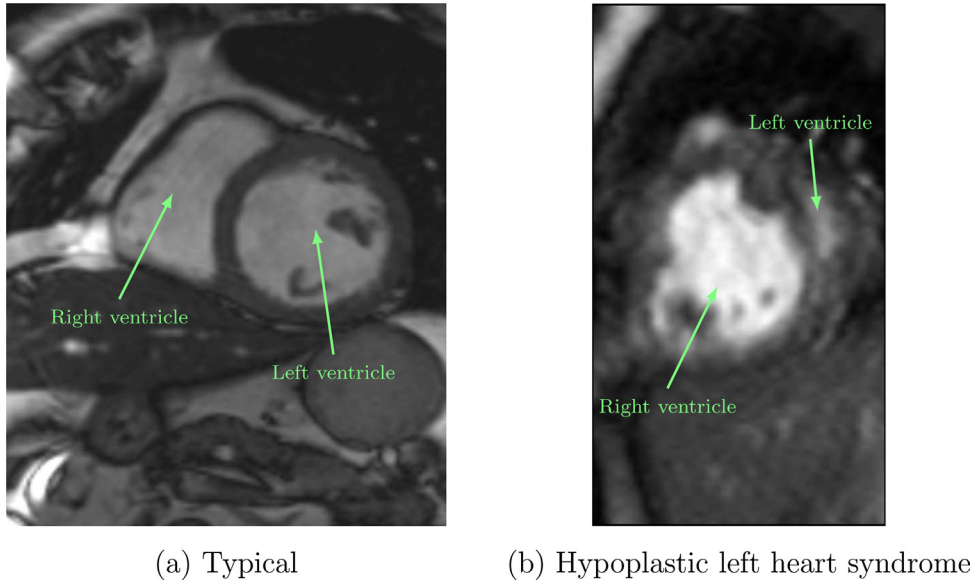 Right ventricle
Left ventricle
Left ventricle
Right ventricle
(a) Typical
(b) Hypoplastic left heart syndrome